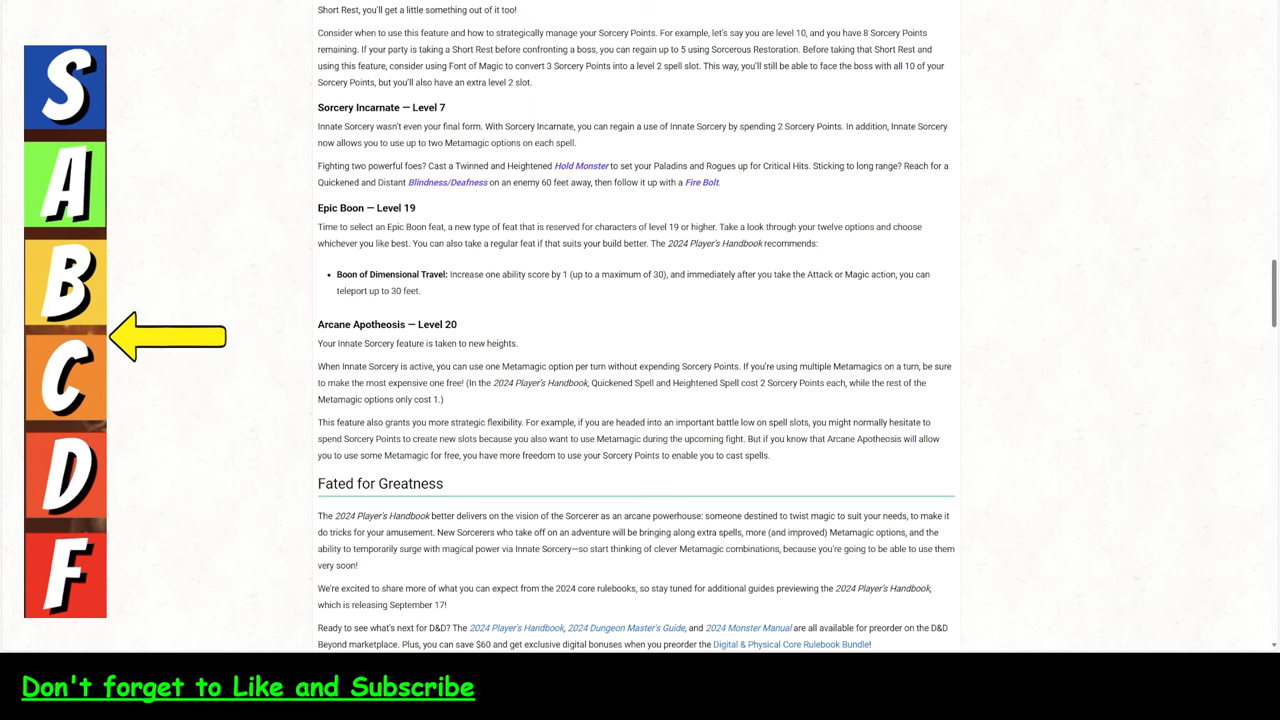 Short Rest, you'll get a little something out of it too!
Consider when to use this feature and how to strategically manage your Sorcery Points. For example, let's say you are level 10, and you have 8 Sorcery Points
remaining. If your party is taking a Short Rest before confronting a boss, you can regain up to 5 using Sorcerous Restoration. Before taking that Short Rest and
using this feature, consider using Font of Magic to convert 3 Sorcery Points into a level 2 spell slot. This way, you'll still be able to face the boss with all 10 of your
Sorcery Points, but you'll also have an extra level 2 slot.
Sorcery Incarnate — Level 7
Innate Sorcery wasn't even your final form. With Sorcery Incarnate, you can regain a use of Innate Sorcery by spending 2 Sorcery Points. In addition, Innate Sorcery
now allows you to use up to two Metamagic options on each spell.
Fighting two powerful foes? Cast a Twinned and Heightened Hold Monster to set your Paladins and Rogues up for Critical Hits. Sticking to long range? Reach for a
Quickened and Distant Blindness/Deafness on an enemy 60 feet away, then follow it up with a Fire Bolt.
Epic Boon — Level 19
Time to select an Epic Boon feat, a new type of feat that is reserved for characters of level 19 or higher. Take a look through your twelve options and choose
whichever you like best. You can also take a regular feat if that suits your build better. The 2024 Player's Handbook recommends:
• Boon of Dimensional Travel: Increase one ability score by 1 (up to a maximum of 30), and immediately after you take the Attack or Magic action, you can
teleport up to 30 feet.
Arcane Apotheosis — Level 20
Your Innate Sorcery feature is taken to new heights.
When Innate Sorcery is active, you can use one Metamagic option per turn without expending Sorcery Points. If you're using multiple Metamagics on a turn, be sure
to make the most expensive one free! (In the 2024 Player's Handbook, Quickened Spell and Heightened Spell cost 2 Sorcery Points each, while the rest of the
Metamagic options only cost 1.)
This feature also grants you more strategic flexibility. For example, if you are headed into an important battle low on spell slots, you might normally hesitate to
spend Sorcery Points to create new slots because you also want to use Metamagic during the upcoming fight. But if you know that Arcane Apotheosis will allow
you to use some Metamagic for free, you have more freedom to use your Sorcery Points to enable you to cast spells.
Fated for Greatness
The 2024 Player's Handbook better delivers on the vision of the Sorcerer as an arcane powerhouse: someone destined to twist magic to suit your needs, to make it
do tricks for your amusement. New Sorcerers who take off on an adventure will be bringing along extra spells, more (and improved) Metamagic options, and the
ability to temporarily surge with magical power via Innate Sorcery—so start thinking of clever Metamagic combinations, because you're going to be able to use them
very soon!
We're excited to share more of what you can expect from the 2024 core rulebooks, so stay tuned for additional guides previewing the 2024 Player's Handbook,
which is releasing September 17!
Ready to see what's next for D&D? The 2024 Player's Handbook, 2024 Dungeon Master's Guide, and 2024 Monster Manual are all available for preorder on the D&D
Beyond marketplace. Plus, you can save $60 and get exclusive digital bonuses when you preorder the Digital & Physical Core Rulebook Bundle!
S
A
B
C
D
F
Don't forget to Like and Subscribe